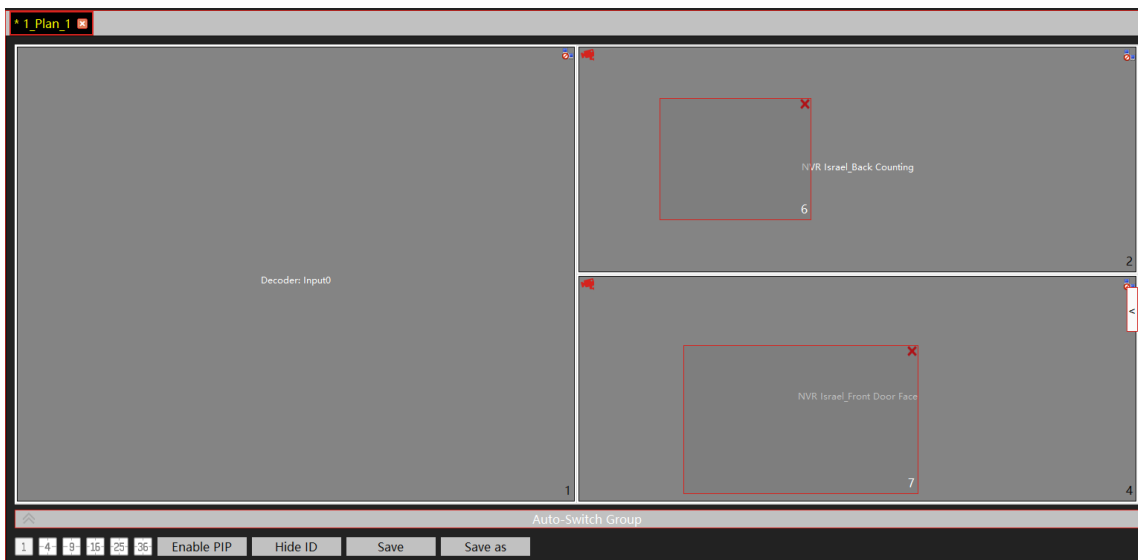 * 1_Plan_1
Decoder: Input0
1
NVR Israel_Back Counting
6
2
NVR Israel_Front Door Face
7
4
<
Auto-Switch Group
1 4 9 16 25 36 Enable PIP Hide ID Save Save as